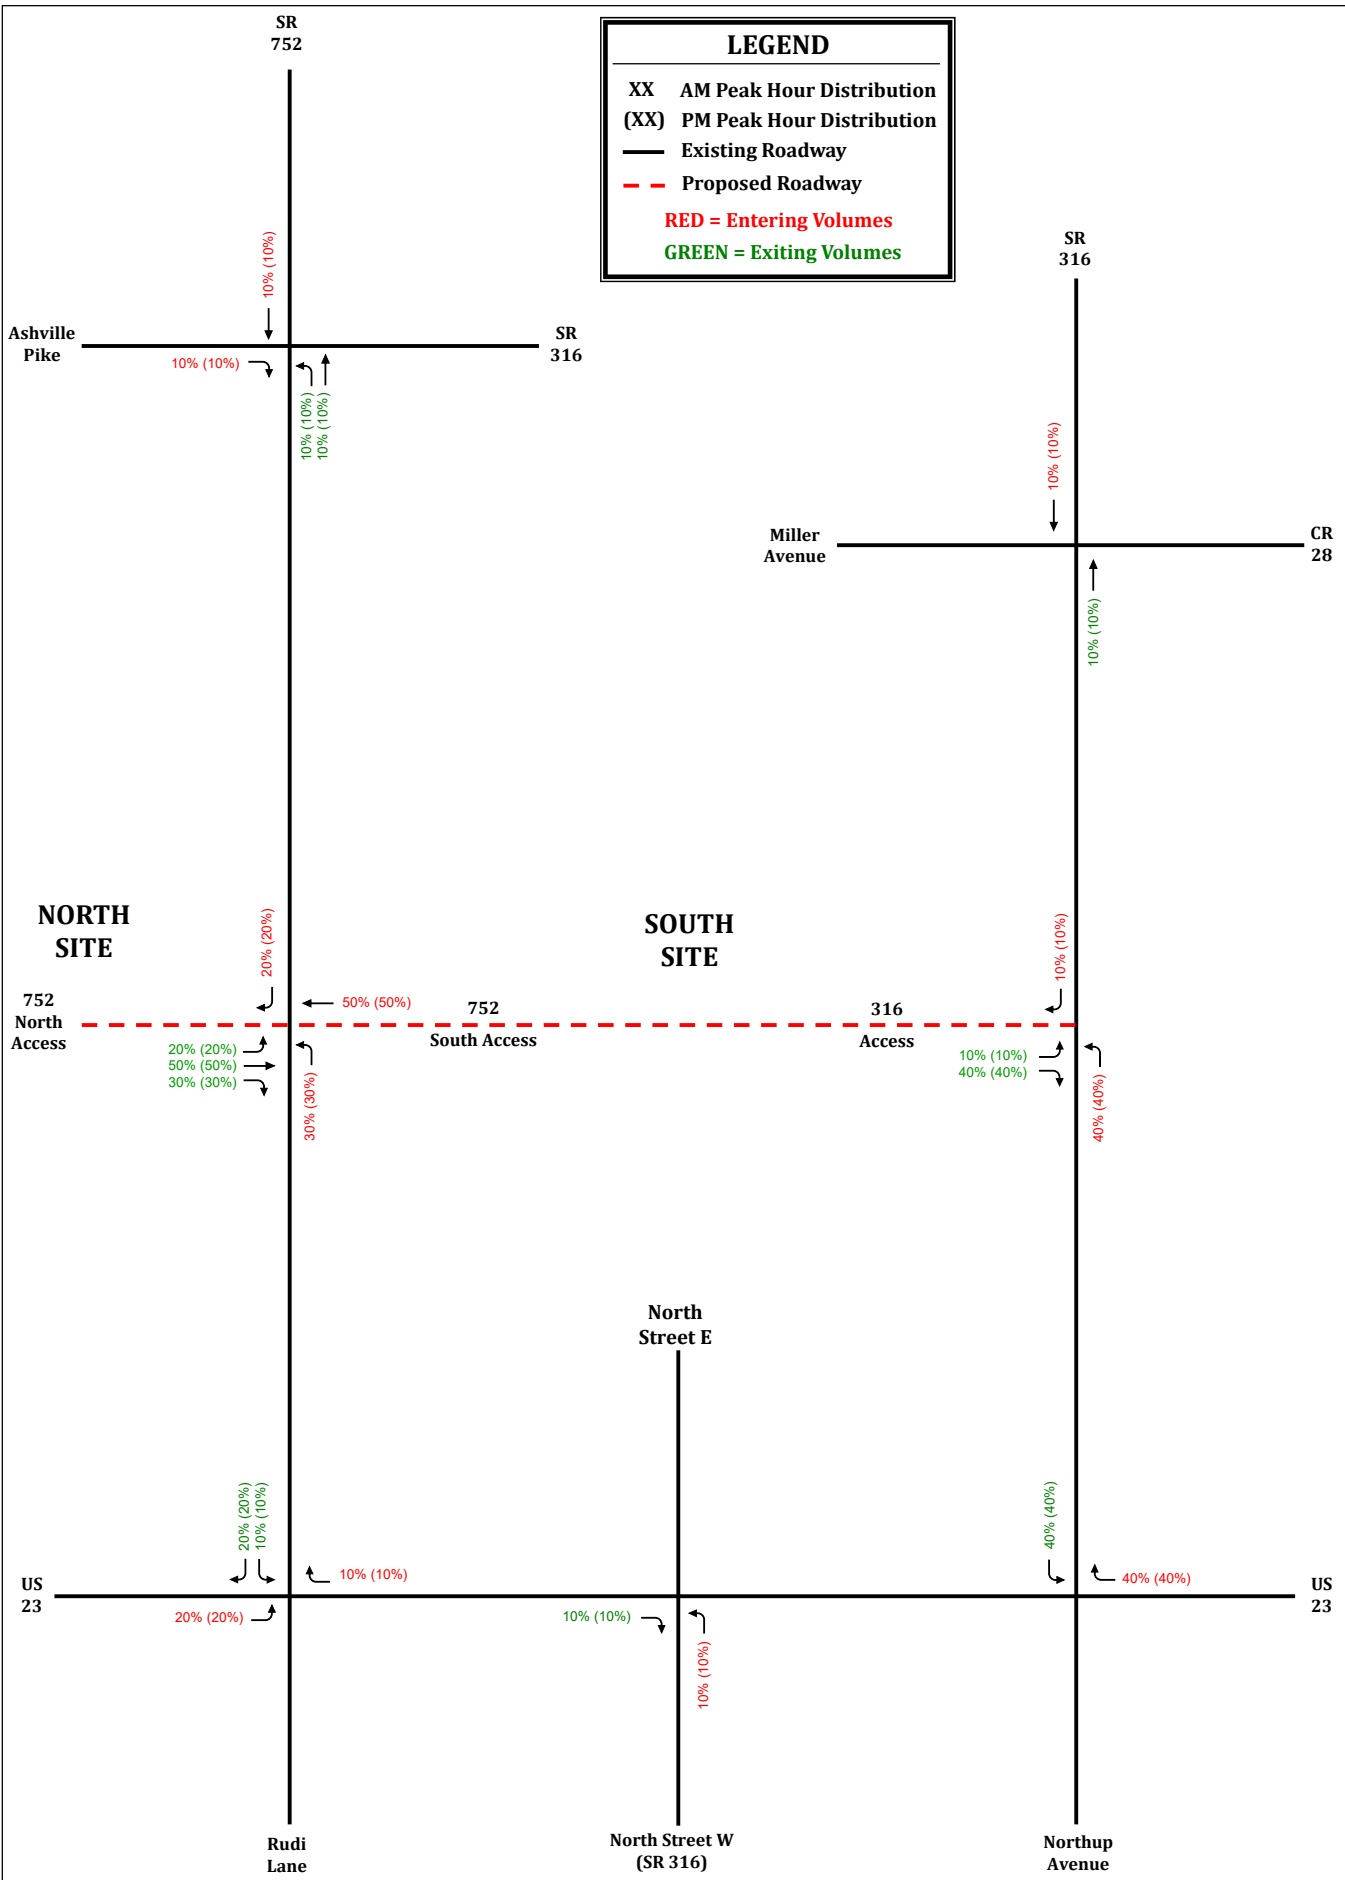 SR
752
LEGEND
XX AM Peak Hour Distribution
(XX) PM Peak Hour Distribution
Existing Roadway
Proposed Roadway
RED = Entering Volumes
GREEN = Exiting Volumes
SR
316
10% (10%)
Ashville
Pike
SR
316
10% (10%)
10% (10%)
10% (10%)
10% (10%)
Miller
Avenue
CR
28
10% (10%)
NORTH
SITE
SOUTH
SITE
20% (20%)
10% (10%)
752
North
Access
50% (50%)
752
South Access
316
Access
20% (20%)
50% (50%)
30% (30%)
30% (30%)
10% (10%)
40% (40%)
40% (40%)
North
Street E
20% (20%)
10% (10%)
40% (40%)
US
23
10% (10%)
40% (40%)
US
23
20% (20%)
10% (10%)
10% (10%)
Rudi
Lane
North Street W
(SR 316)
Northup
Avenue